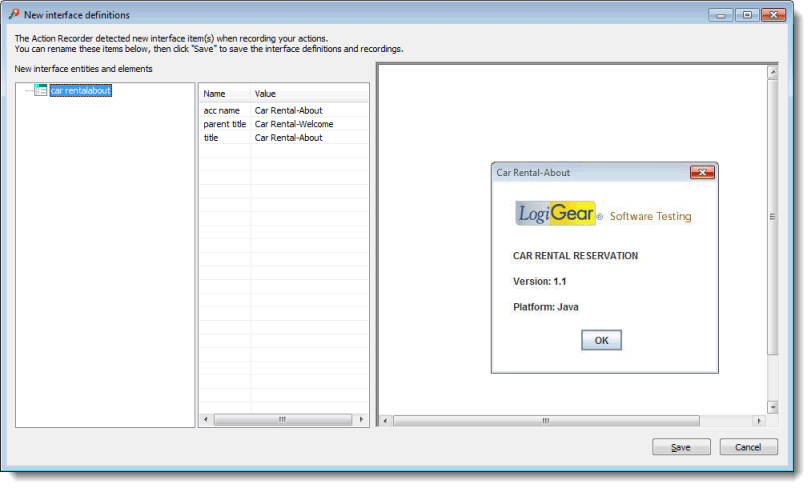 New interface definitions
The Action Recorder detected new interface item(s) when recording your actions.
You can rename these items below, then click "Save" to save the interface definitions and recordings.
New interface entities and elements
car rentalabout
Name Value
acc name Car Rental-About
parent title Car Rental-Welcome
title Car Rental-About
Car Rental-About
LogiGear® Software Testing
CAR RENTAL RESERVATION
Version: 1.1
Platform: Java
OK
Save Cancel